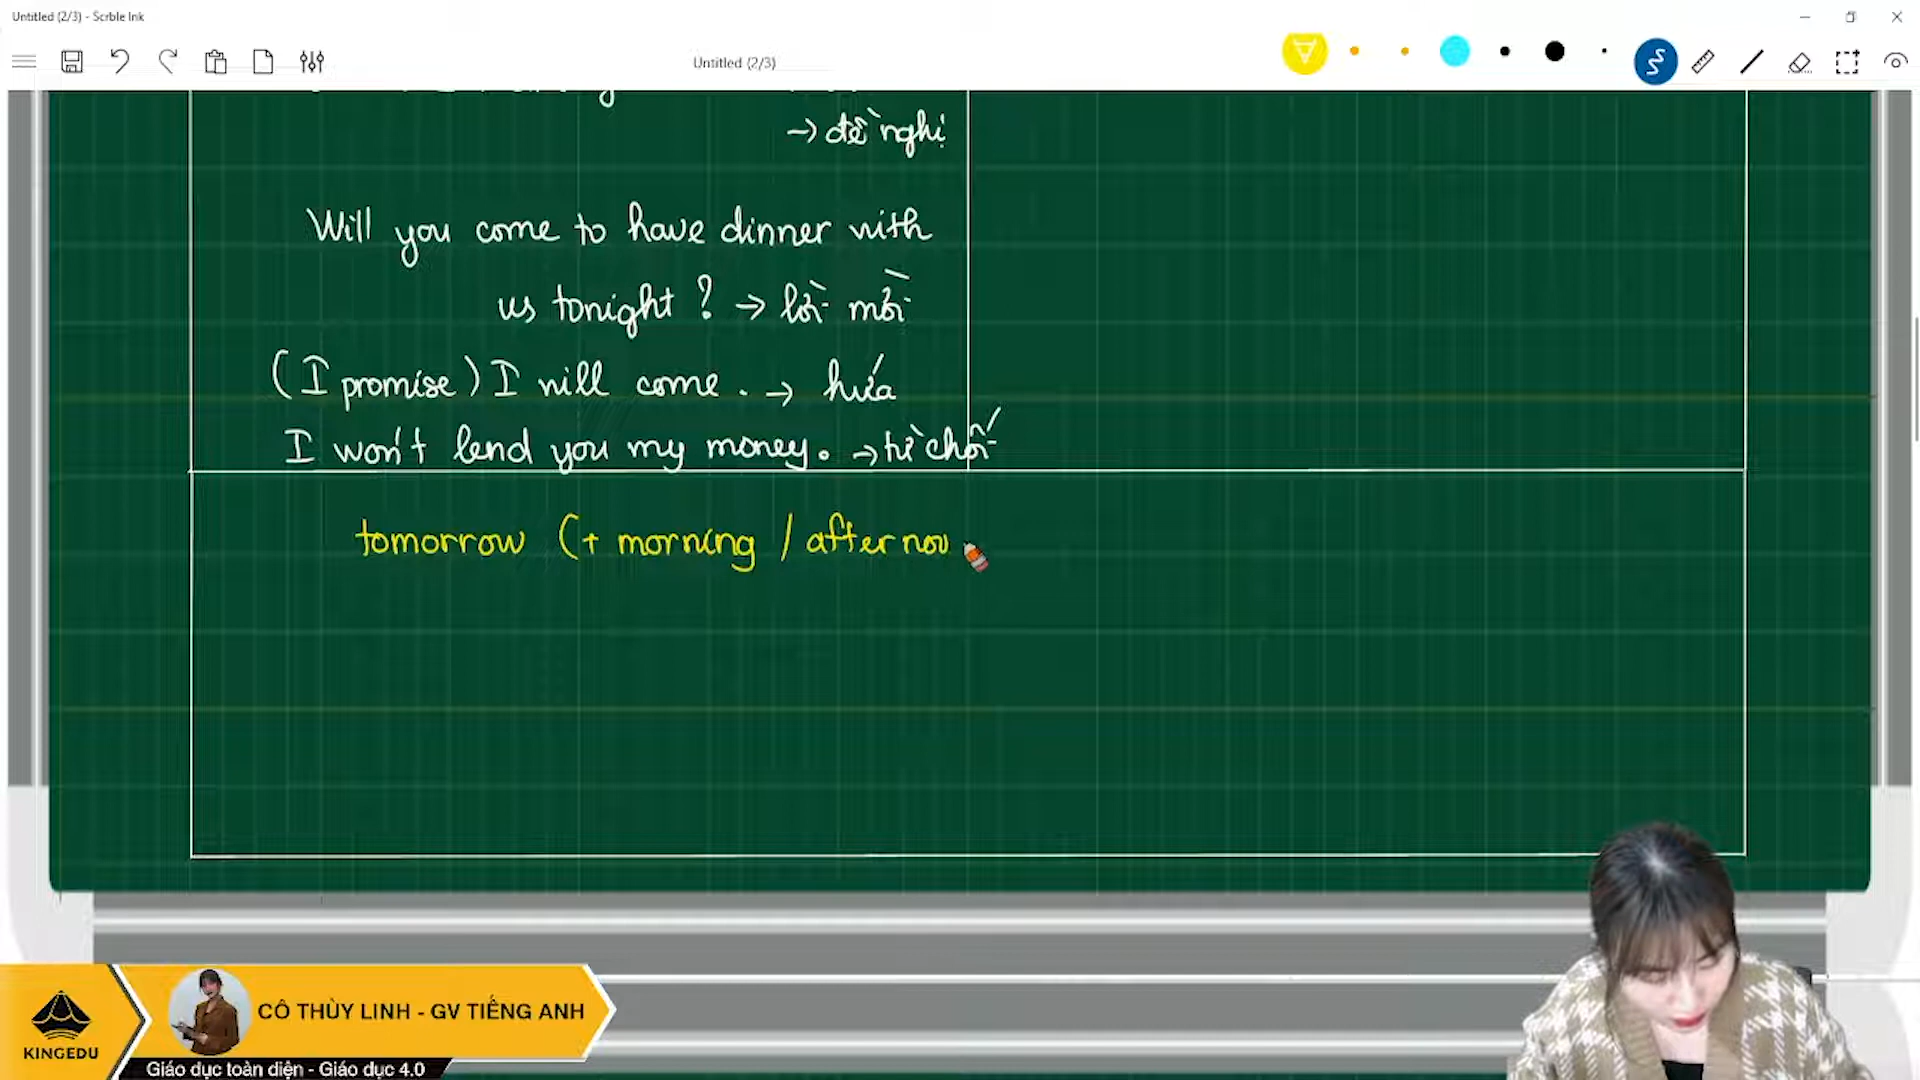 Untitled (2/3) - Scrble Ink
Untitled (2/3)
→ đề nghị
Will you come to have dinner with
us tonight ? → lời mời
(I promise) I will come . → hứa
I won't lend you my money. → từ chối
tomorrow (+ morning / afternoo
CÔ THÙY LINH - GV TIẾNG ANH
KINGEDU
Giáo dục toàn diện - Giáo dục 4.0